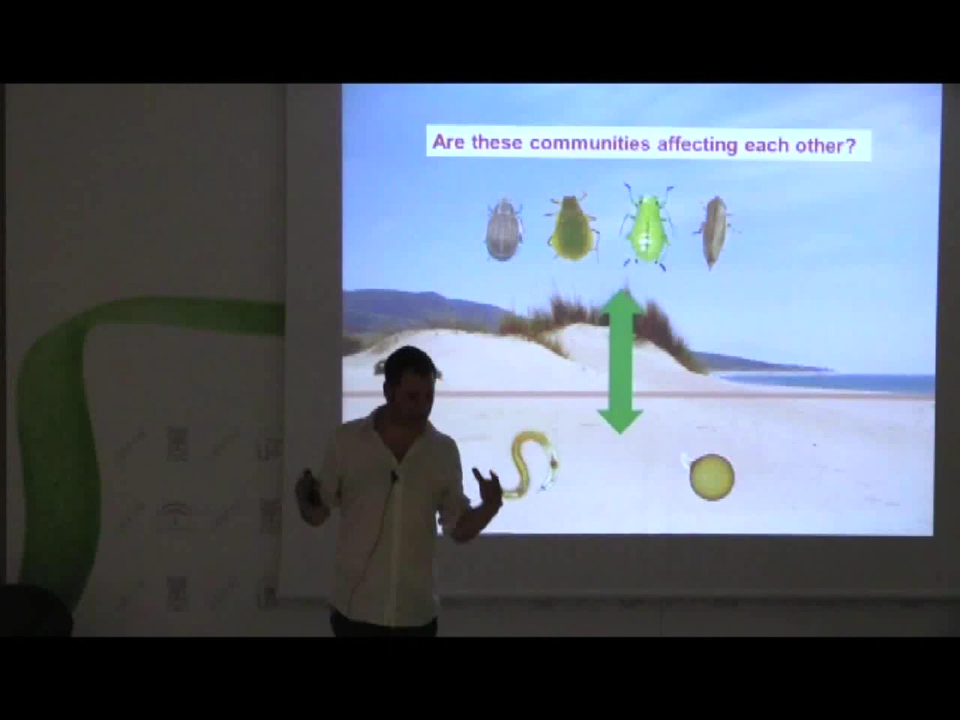 Are these communities affecting each other?